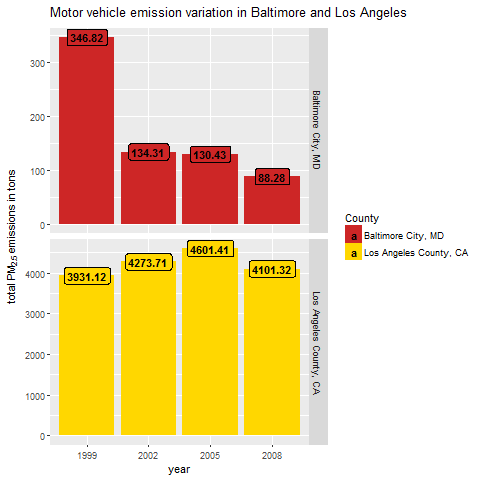 Motor vehicle emission variation in Baltimore and Los Angeles
total PM2.5 emissions in tons
300
200
100
0
346.82
134.31
130.43
88.28
Baltimore City, MD
4000
3000
2000
1000
0
3931.12
4273.71
4601.41
4101.32
Los Angeles County, CA
1999 2002 2005 2008
year
County
a Baltimore City, MD
a Los Angeles County, CA